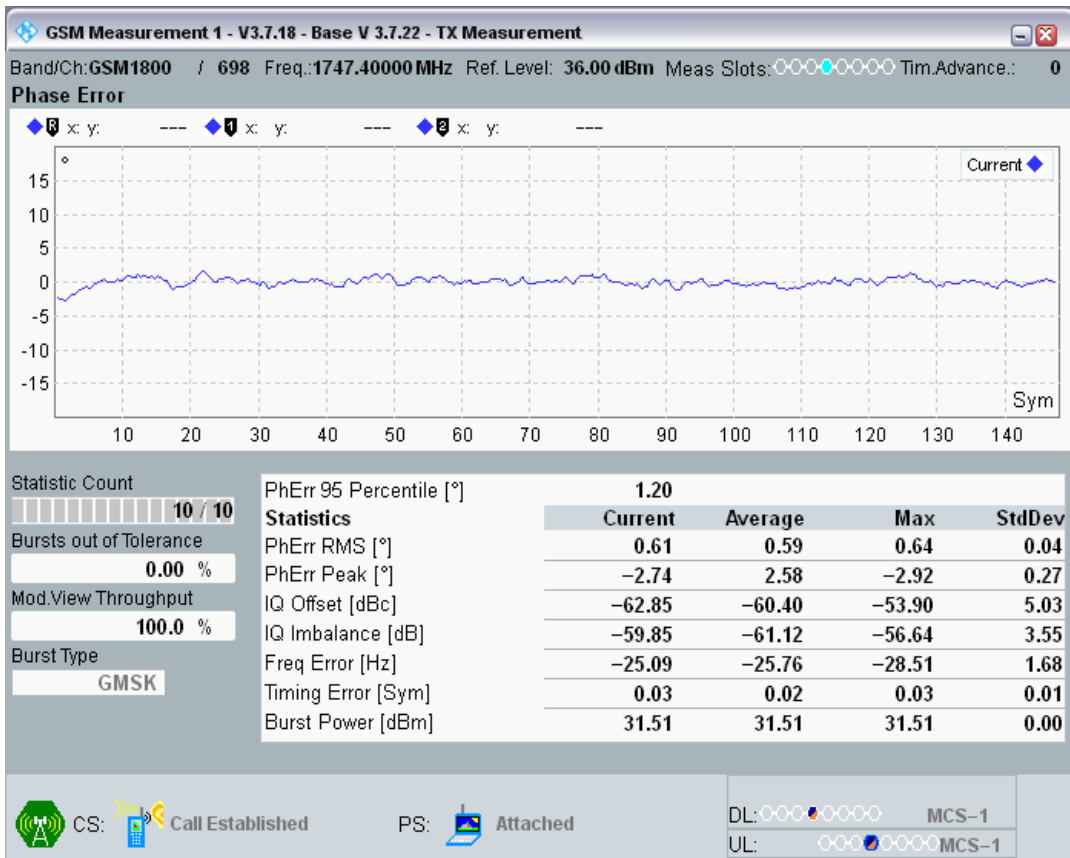 GSM Measurement 1 - V3.7.18 - Base V 3.7.22 - TX Measurement
Band/Ch:GSM1800 / 698 Freq.:1747.40000 MHz Ref. Level: 36.00 dBm Meas Slots: Tim.Advance.: 0
Phase Error
R x: y: --- 1 x: y: --- 2 x: y: ---
° Current
15
10
5
0
-5
-10
-15
Sym
10 20 30 40 50 60 70 80 90 100 110 120 130 140
Statistic Count
10 / 10
Bursts out of Tolerance
0.00 %
Mod.View Throughput
100.0 %
Burst Type
GMSK
PhErr 95 Percentile [°] 1.20
Statistics Current Average Max StdDev
PhErr RMS [°] 0.61 0.59 0.64 0.04
PhErr Peak [°] −2.74 2.58 −2.92 0.27
IQ Offset [dBc] −62.85 −60.40 −53.90 5.03
IQ Imbalance [dB] −59.85 −61.12 −56.64 3.55
Freq Error [Hz] −25.09 −25.76 −28.51 1.68
Timing Error [Sym] 0.03 0.02 0.03 0.01
Burst Power [dBm] 31.51 31.51 31.51 0.00
CS: Call Established PS: Attached
DL: MCS−1
UL: MCS−1